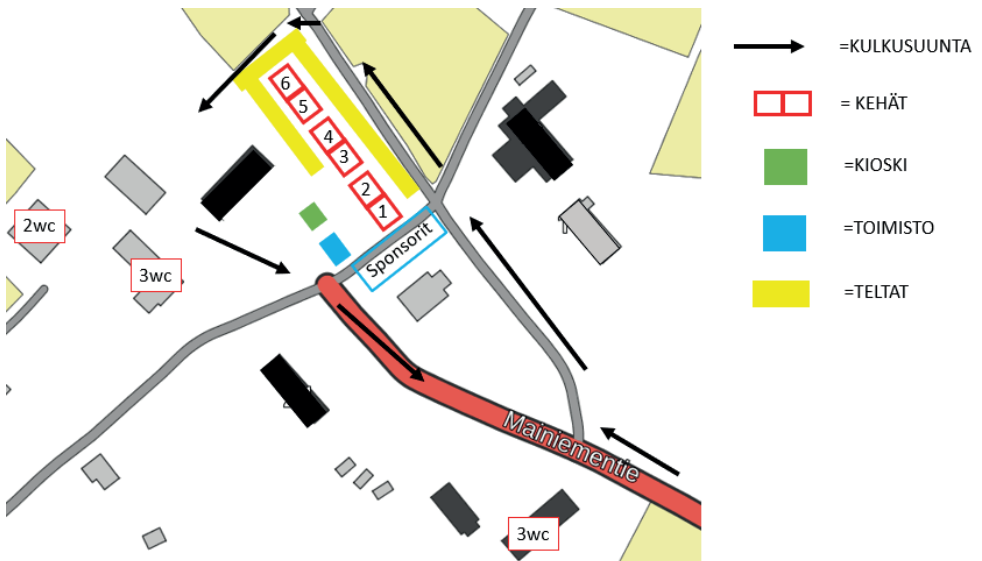 =KULKUSUUNTA
= KEHÄT
=KIOSKI
=TOIMISTO
=TELTAT
6
5
4
3
2
1
2wc
3wc
Sponsorit
Mainiementie
3wc